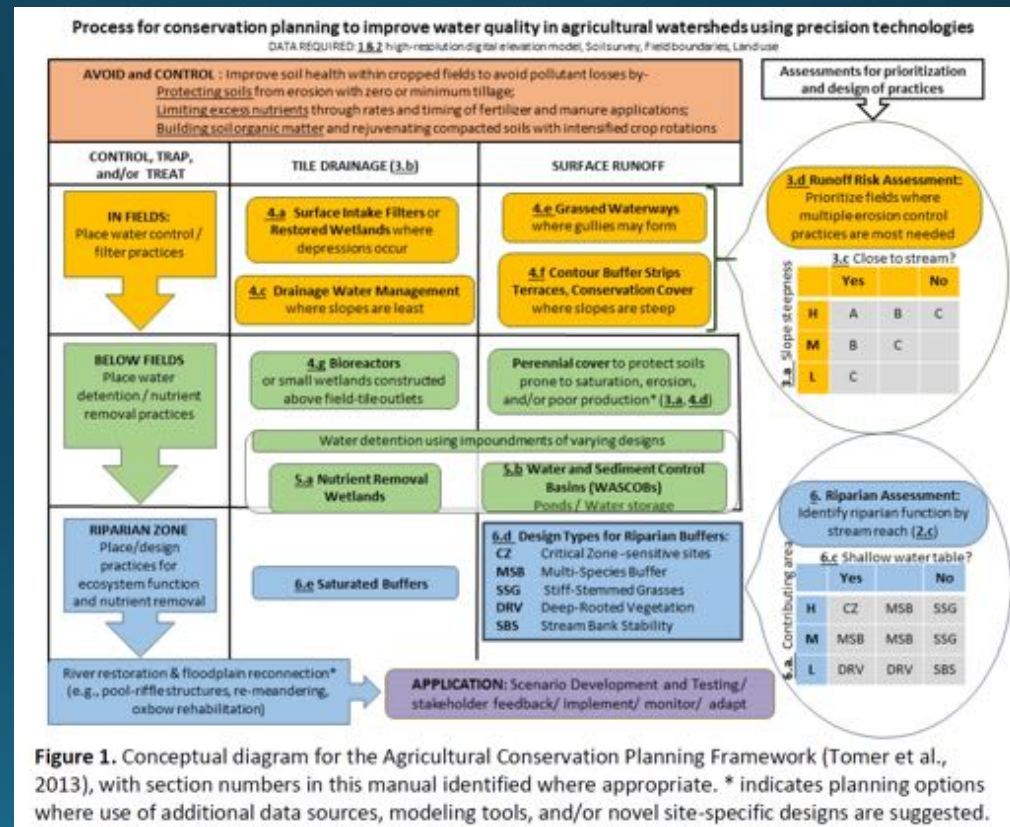 Process for conservation planning to improve water quality in agricultural watersheds using precision technologies
DATA REQUIRED: 1 & 2 high-resolution digital elevation model, Soil survey, Field boundaries, Land use
AVOID and CONTROL : Improve soil health within cropped fields to avoid pollutant losses by-
Protecting soils from erosion with zero or minimum tillage;
Limiting excess nutrients through rates and timing of fertilizer and manure applications;
Building soil organic matter and rejuvenating compacted soils with intensified crop rotations
Assessments for prioritization
and design of practices
CONTROL, TRAP,
and/or TREAT
TILE DRAINAGE (3.b)
SURFACE RUNOFF
IN FIELDS:
Place water control /
filter practices
4.a Surface Intake Filters or
Restored Wetlands where
depressions occur
4.c Drainage Water Management
where slopes are least
4.e Grassed Waterways
where gullies may form
4.f Contour Buffer Strips
Terraces, Conservation Cover
where slopes are steep
3.d Runoff Risk Assessment:
Prioritize fields where
multiple erosion control
practices are most needed
3.c Close to stream?
Yes No
3.a Slope steepness
H A B C
M B C
L C
BELOW FIELDS
Place water
detention / nutrient
removal practices
4.g Bioreactors
or small wetlands constructed
above field-tile outlets
Perennial cover to protect soils
prone to saturation, erosion,
and/or poor production* (3.a, 4.d)
Water detention using impoundments of varying designs
5.a Nutrient Removal
Wetlands
5.b Water and Sediment Control
Basins (WASCOBs)
Ponds / Water storage
RIPARIAN ZONE
Place/design
practices for
ecosystem function
and nutrient removal
6.e Saturated Buffers
6.d Design Types for Riparian Buffers:
CZ Critical Zone -sensitive sites
MSB Multi-Species Buffer
SSG Stiff-Stemmed Grasses
DRV Deep-Rooted Vegetation
SBS Stream Bank Stability
6. Riparian Assessment:
Identify riparian function by
stream reach (2.c)
6.c Shallow water table?
Yes No
6.a Contributing area
H CZ MSB SSG
M MSB MSB SSG
L DRV DRV SBS
River restoration & floodplain reconnection*
(e.g., pool-riffle structures, re-meandering,
oxbow rehabilitation)
APPLICATION: Scenario Development and Testing/
stakeholder feedback/ implement/ monitor/ adapt
Figure 1. Conceptual diagram for the Agricultural Conservation Planning Framework (Tomer et al.,
2013), with section numbers in this manual identified where appropriate. * indicates planning options
where use of additional data sources, modeling tools, and/or novel site-specific designs are suggested.